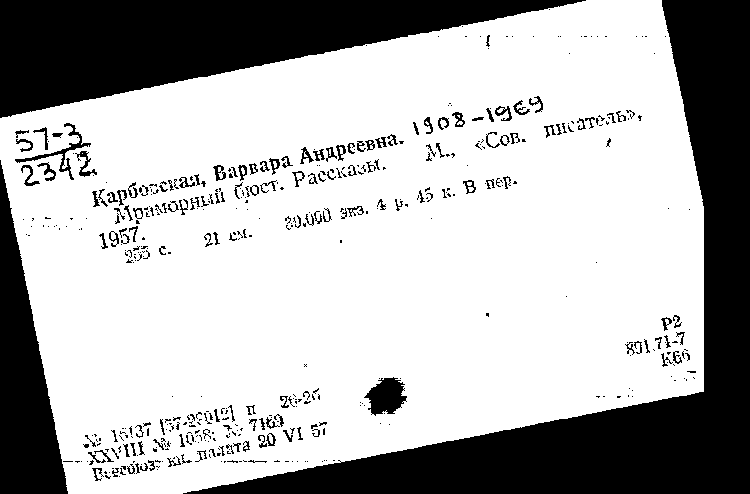 57-3
2342
Карбовская, Варвара Андреевна. 1908-1969
Мраморный бюст. Рассказы. М., «Сов. писатель»,
1957.
255 с. 21 см. 30.000 экз. 4 р. 45 к. В пер.
Р2
891.71-7
К66
№ 16137 [57-29012] п 26-26
XXVIII № 1058; № 7169
Всесоюз. кн. палата 20 VI 57